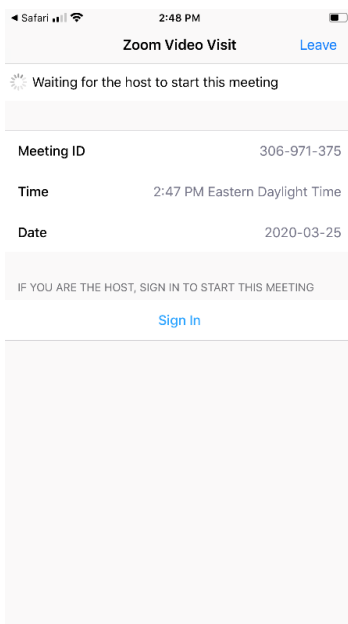 Safari 2:48 PM
Zoom Video Visit Leave
Waiting for the host to start this meeting
Meeting ID 306-971-375
Time 2:47 PM Eastern Daylight Time
Date 2020-03-25
IF YOU ARE THE HOST, SIGN IN TO START THIS MEETING
Sign In